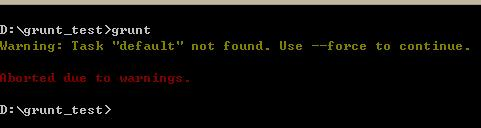 D:\grunt_test>grunt
Warning: Task "default" not found. Use --force to continue.
Aborted due to warnings.
D:\grunt_test>